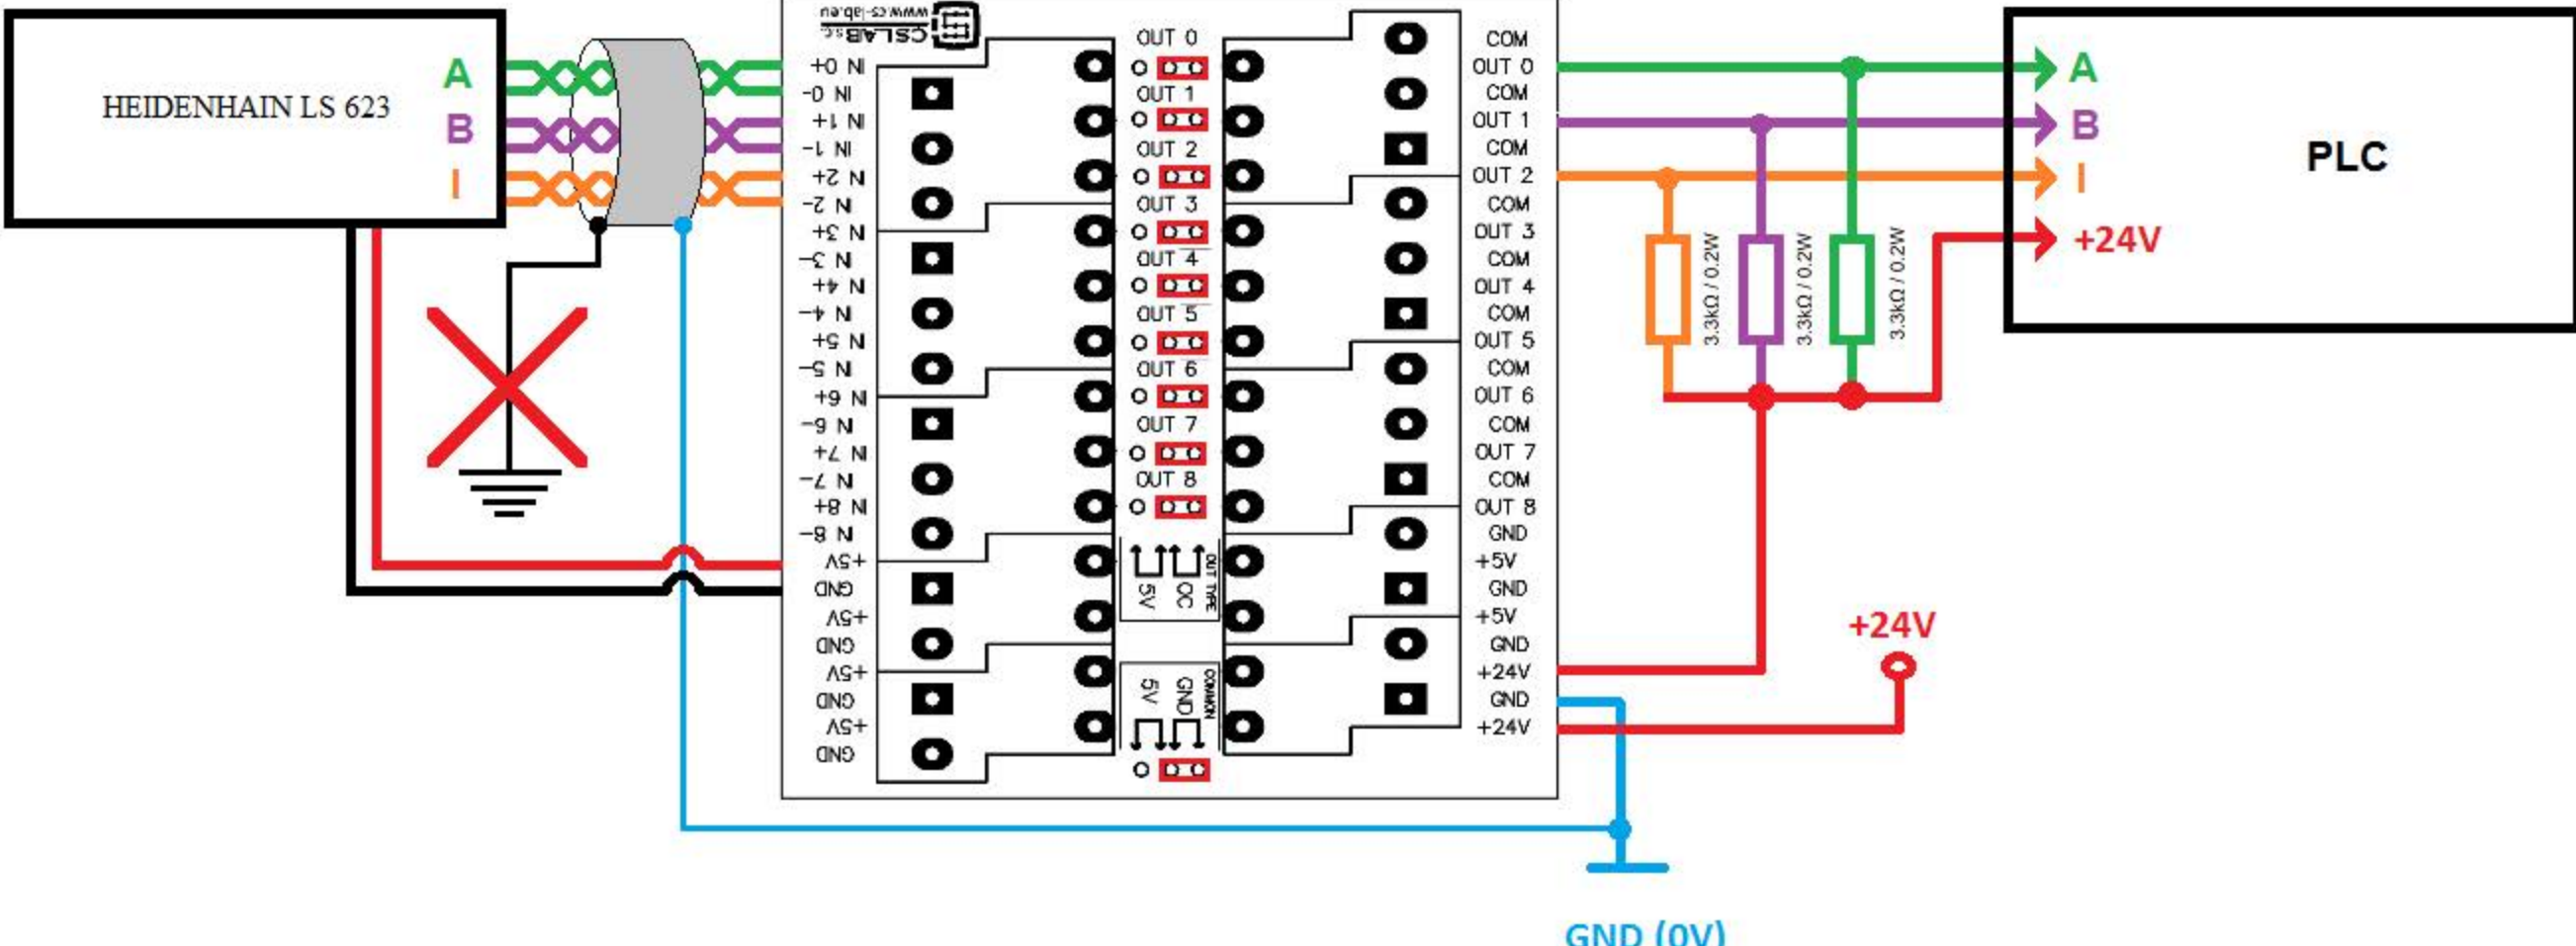 HEIDENHAIN LS 623
A
B
I
www.cs-lab.eu
CSLAB s.c.
IN 0+
IN 0-
IN 1+
IN 1-
IN 2+
IN 2-
IN 3+
IN 3-
IN 4+
IN 4-
IN 5+
IN 5-
IN 6+
IN 6-
IN 7+
IN 7-
IN 8+
IN 8-
+5V
GND
+5V
GND
+5V
GND
+5V
GND
OUT 0
OUT 1
OUT 2
OUT 3
OUT 4
OUT 5
OUT 6
OUT 7
OUT 8
5V OC OUT TYPE
5V GND COMMON
COM
OUT 0
COM
OUT 1
COM
OUT 2
COM
OUT 3
COM
OUT 4
COM
OUT 5
COM
OUT 6
COM
OUT 7
COM
OUT 8
GND
+5V
GND
+5V
GND
+24V
GND
+24V
3.3kΩ / 0.2W
3.3kΩ / 0.2W
3.3kΩ / 0.2W
A
B
I
+24V
PLC
+24V
GND (0V)